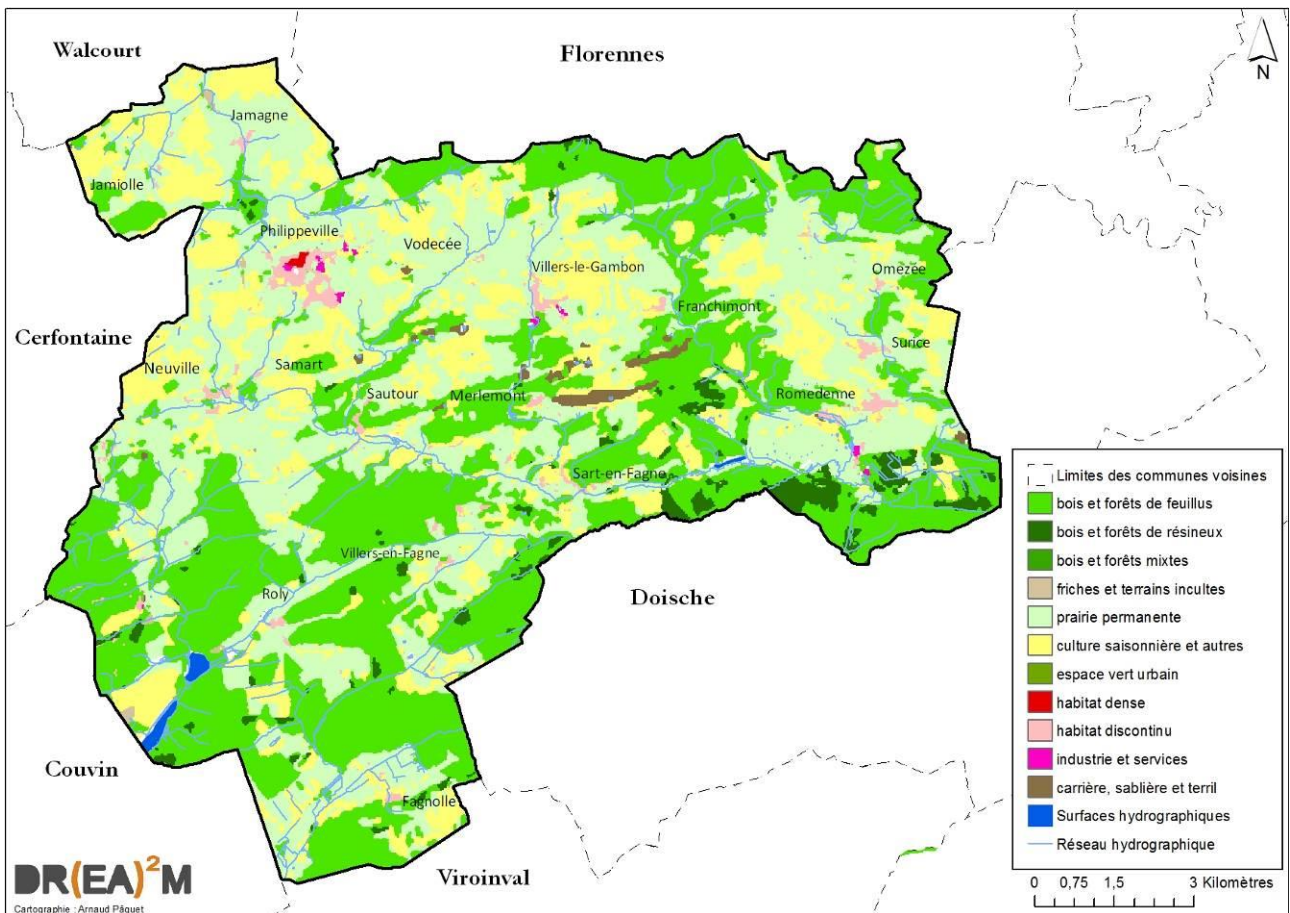 Walcourt
Florennes
N
Jamagne
Jamiolle
Philippeville
Vodecée
Villers-le-Gambon
Omezée
Franchimont
Cerfontaine
Surice
Neuville
Samart
Sautour
Merlemont
Romedenne
Sart-en-Fagne
Villers-en-Fagne
Roly
Doische
Couvin
Fagnolle
Viroinval
Limites des communes voisines
bois et forêts de feuillus
bois et forêts de résineux
bois et forêts mixtes
friches et terrains incultes
prairie permanente
culture saisonnière et autres
espace vert urbain
habitat dense
habitat discontinu
industrie et services
carrière, sablière et terril
Surfaces hydrographiques
Réseau hydrographique
0 0,75 1,5 3 Kilomètres
DR(EA)²M
Cartographie : Arnaud Pâquet